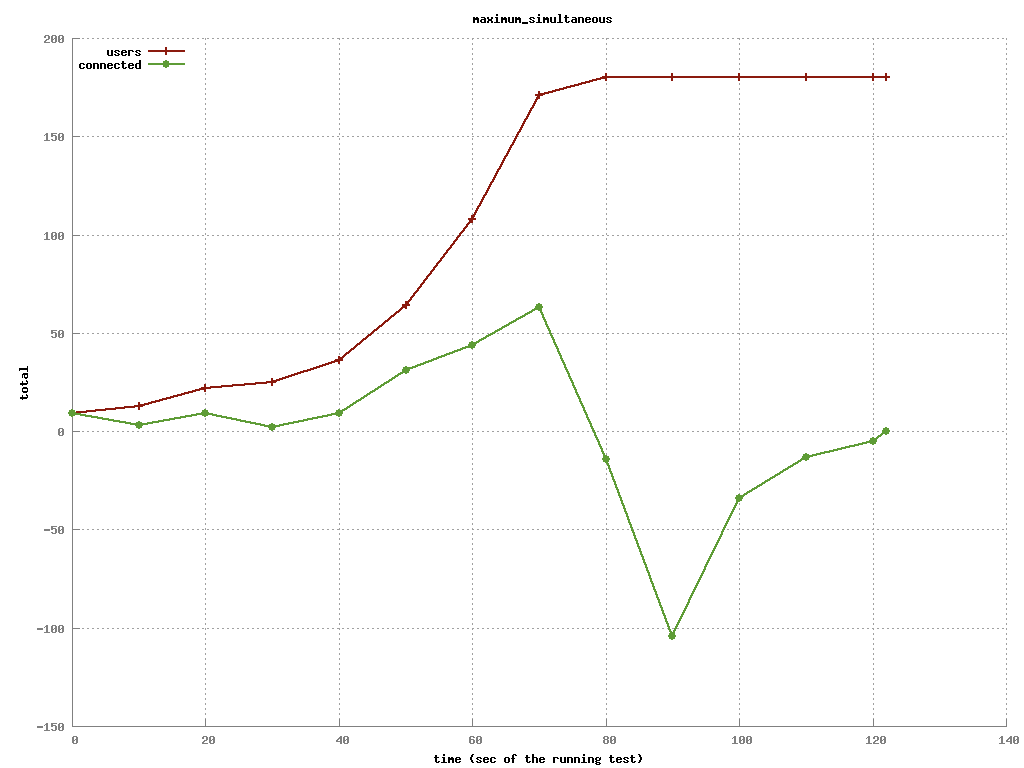 maximum_simultaneous
200
users
connected
150
100
50
total
0
-50
-100
-150
0 20 40 60 80 100 120 140
time (sec of the running test)